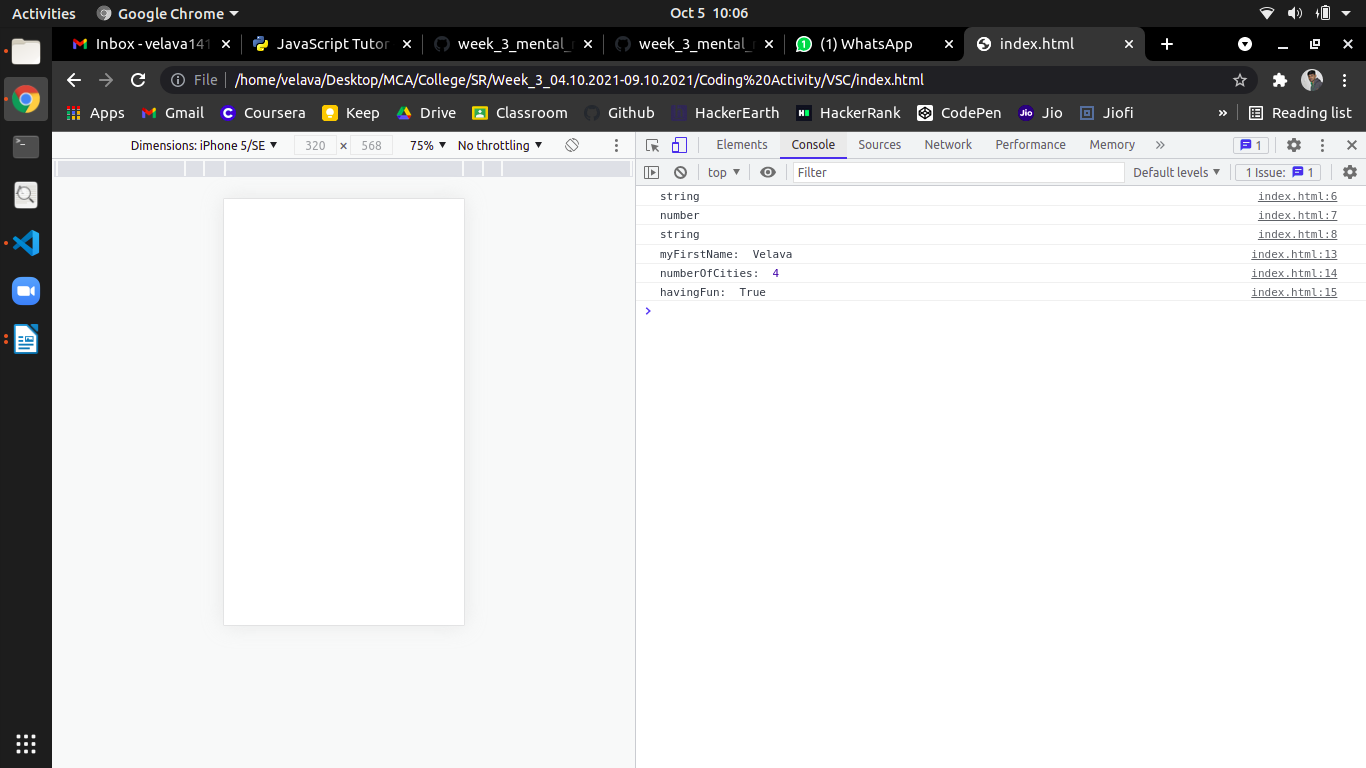 Activities Google Chrome Oct 5 10:06
Inbox - velava141 JavaScript Tutor week_3_mental_ week_3_mental_ (1) WhatsApp index.html
File /home/velava/Desktop/MCA/College/SR/Week_3_04.10.2021-09.10.2021/Coding%20Activity/VSC/index.html
Apps Gmail Coursera Keep Drive Classroom Github HackerEarth HackerRank CodePen Jio Jiofi » Reading list
Dimensions: iPhone 5/SE 320 × 568 75% No throttling Elements Console Sources Network Performance Memory » 1
top Filter Default levels 1 Issue: 1
string index.html:6
number index.html:7
string index.html:8
myFirstName: Velava index.html:13
numberOfCities: 4 index.html:14
havingFun: True index.html:15